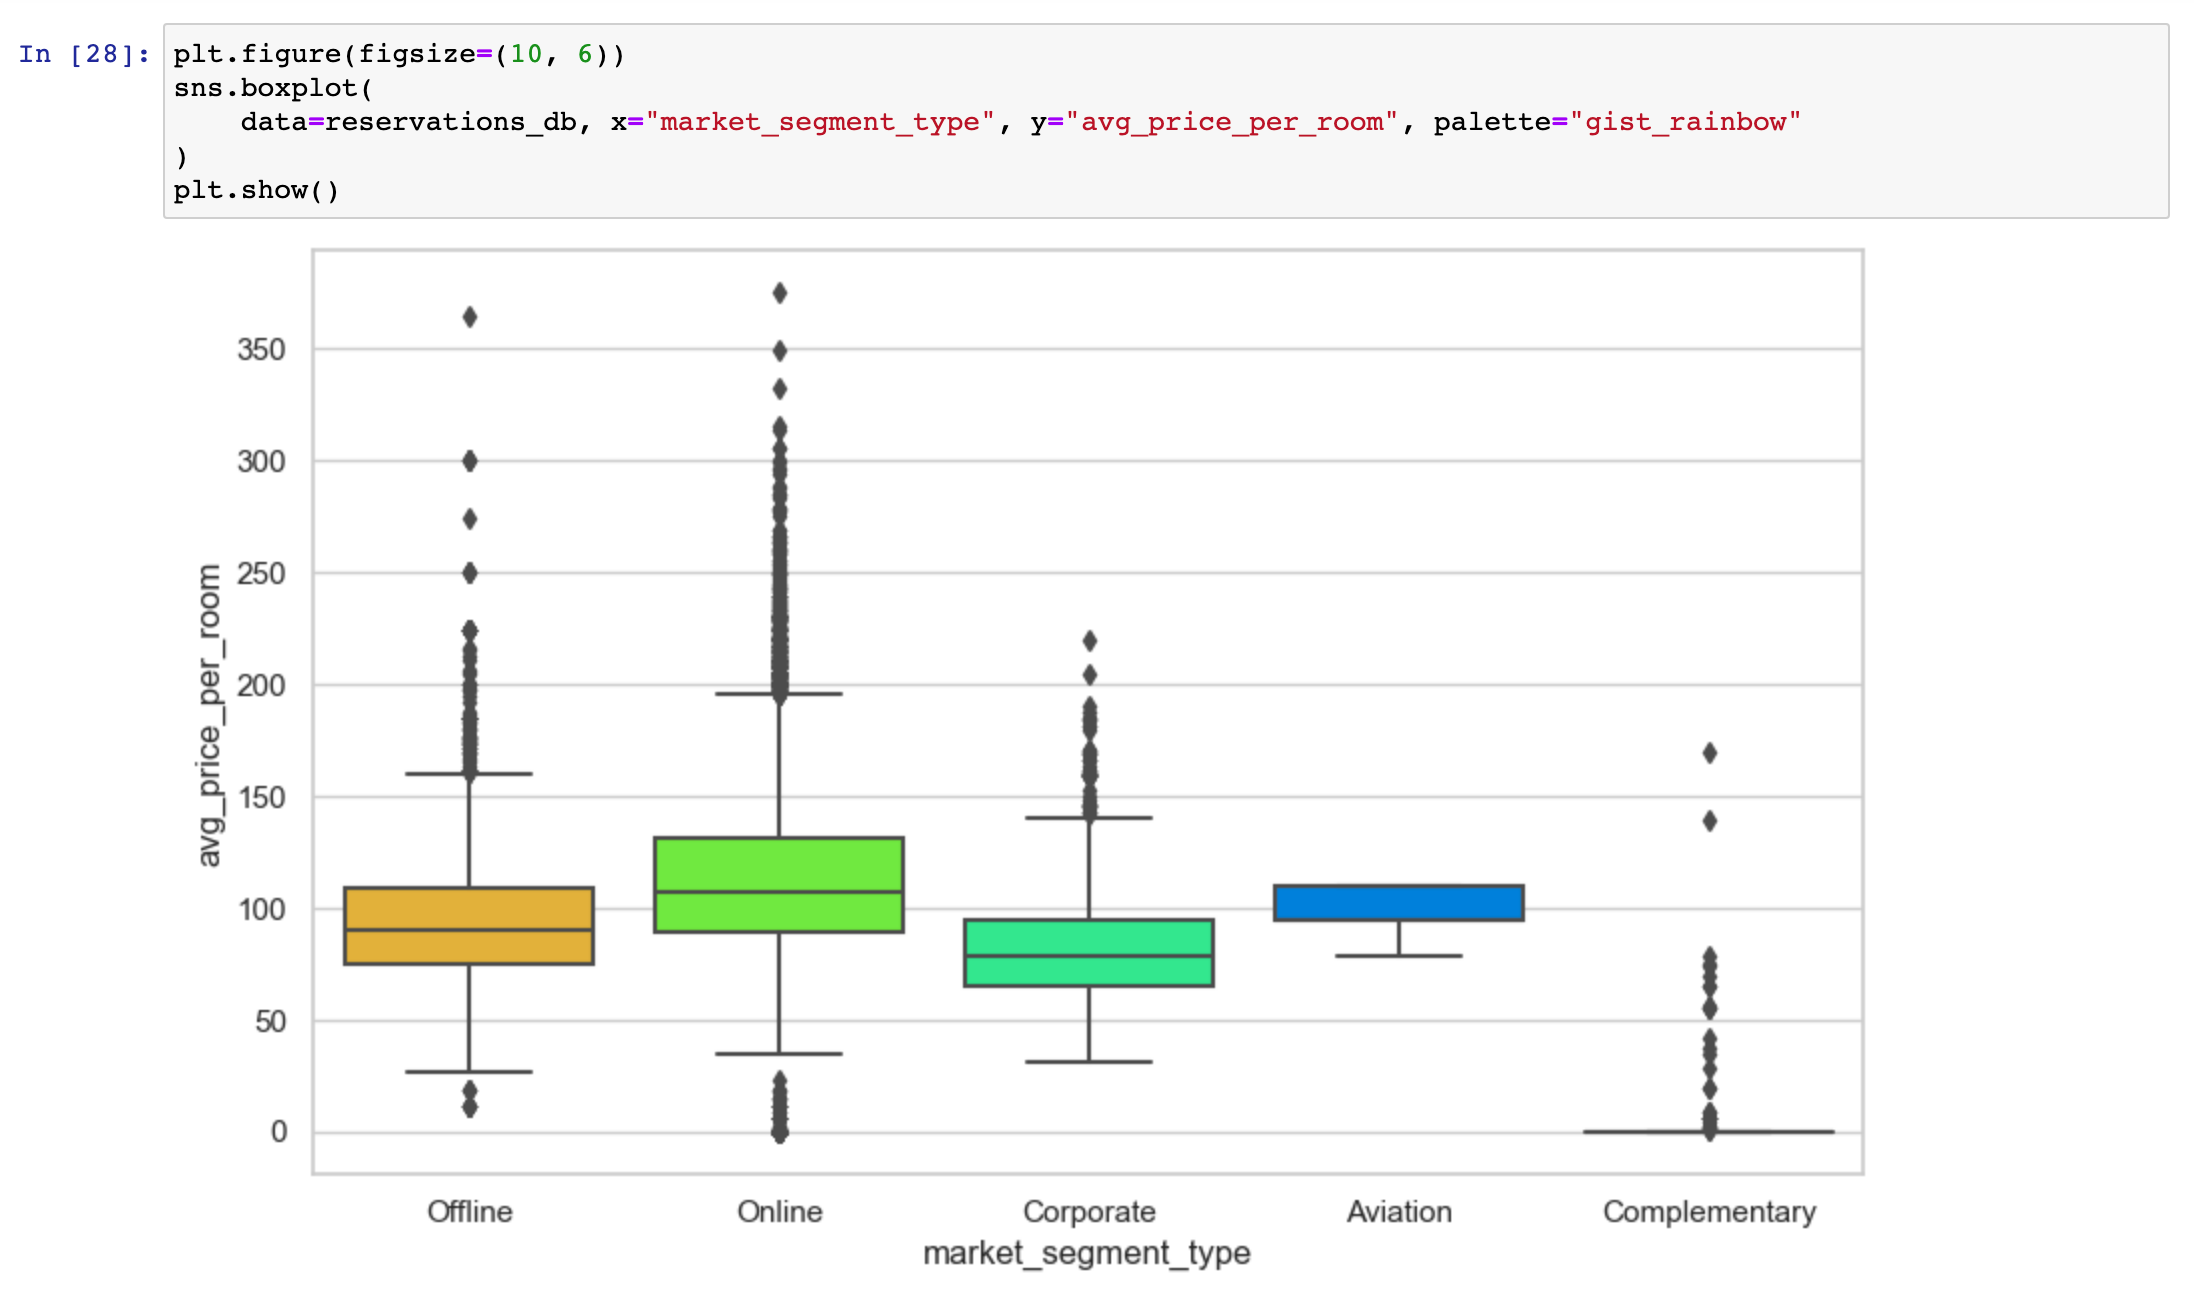 In [28]: plt.figure(figsize=(10, 6))
sns.boxplot(
    data=reservations_db, x="market_segment_type", y="avg_price_per_room", palette="gist_rainbow"
)
plt.show()
avg_price_per_room
350
300
250
200
150
100
50
0
Offline Online Corporate Aviation Complementary
market_segment_type